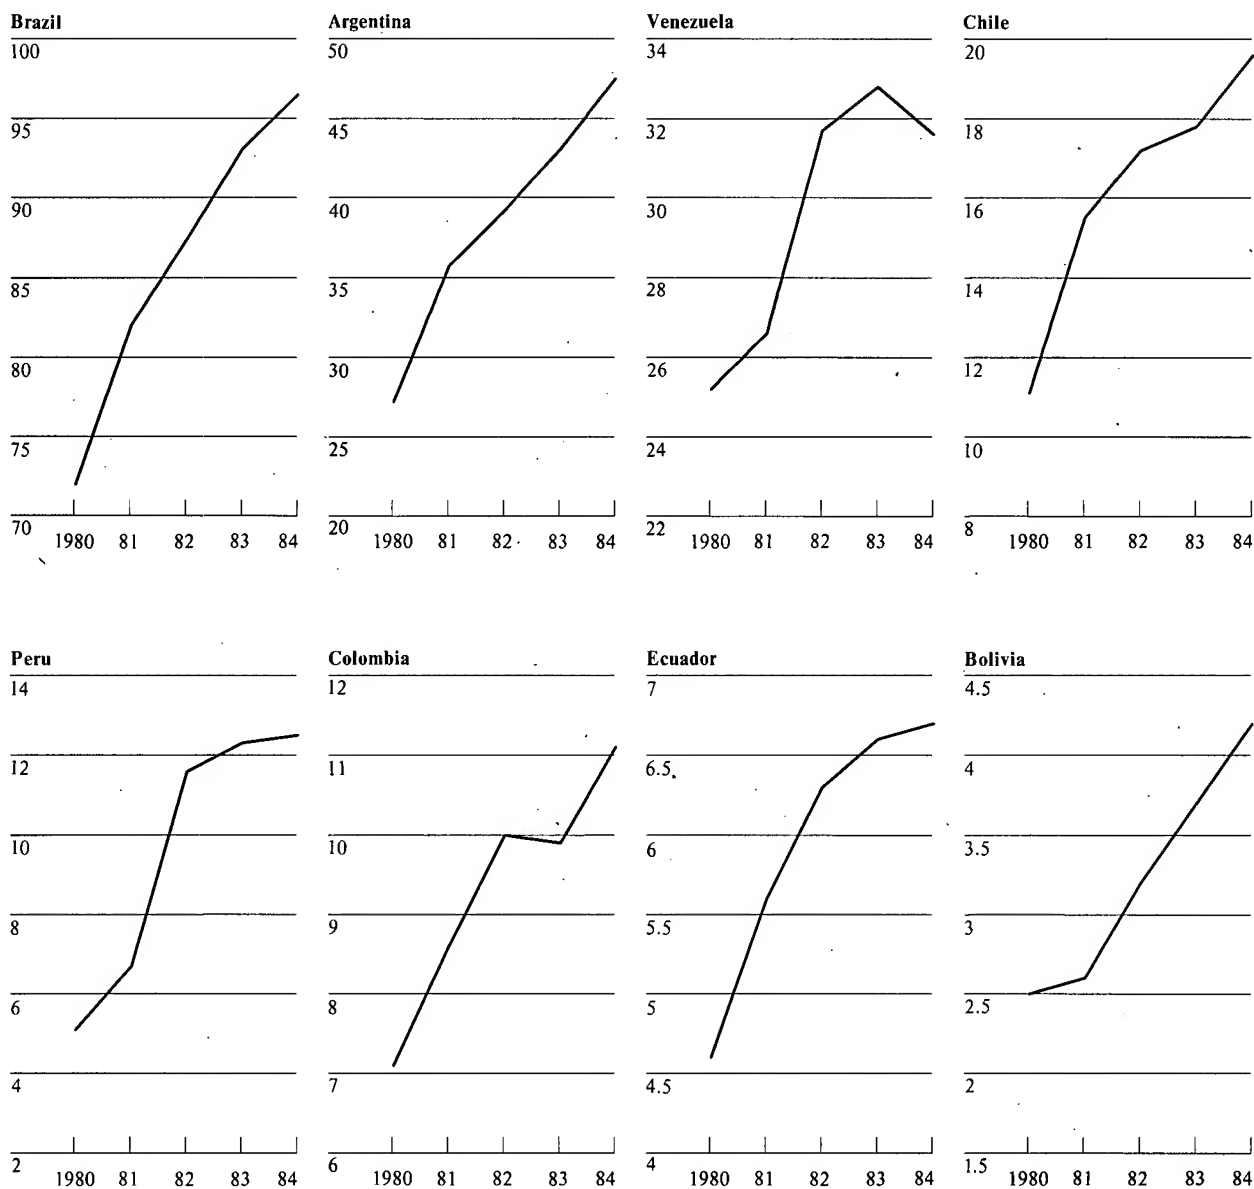 Brazil Argentina Venezuela Chile
100 50 34 20
95 45 32 18
90 40 30 16
85 35 28 14
80 30 26 12
75 25 24 10
70 20 22 8
1980 81 82 83 84 1980 81 82 83 84 1980 81 82 83 84 1980 81 82 83 84
Peru Colombia Ecuador Bolivia
14 12 7 4.5
12 11 6.5 4
10 10 6 3.5
8 9 5.5 3
6 8 5 2.5
4 7 4.5 2
2 6 4 1.5
1980 81 82 83 84 1980 81 82 83 84 1980 81 82 83 84 1980 81 82 83 84